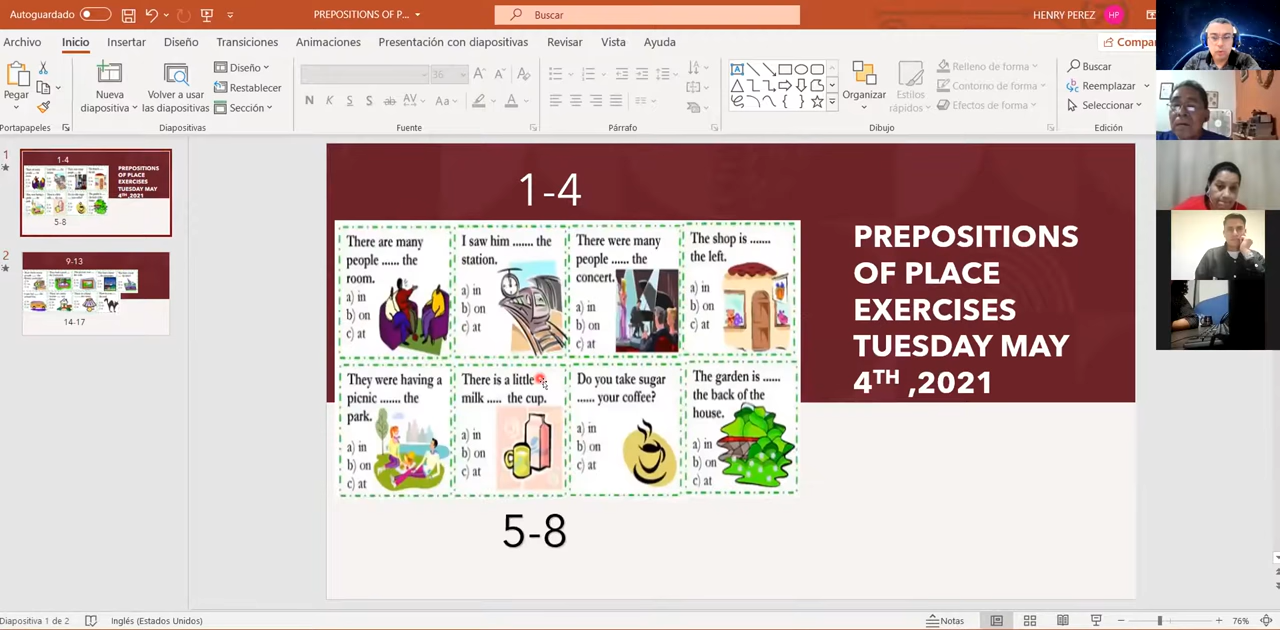 Autoguardado
PREPOSITIONS OF P...
Buscar
HENRY PEREZ
HP
Archivo Inicio Insertar Diseño Transiciones Animaciones Presentación con diapositivas Revisar Vista Ayuda
Compar
Pegar
Nueva
diapositiva
Volver a usar
las diapositivas
Diseño
Restablecer
Sección
36
N K S S ab AV Aa A
Organizar
Estilos
rápidos
Relleno de forma
Contorno de forma
Efectos de forma
Buscar
Reemplazar
Seleccionar
Portapapeles
Diapositivas
Fuente
Párrafo
Dibujo
Edición
1
1-4
PREPOSITIONS
OF PLACE
EXERCISES
TUESDAY MAY
4TH ,2021
5-8
2
9-13
14-17
1-4
There are many
people ...... the
room.
a) in
b) on
c) at
I saw him ...... the
station.
a) in
b) on
c) at
There were many
people ...... the
concert.
a) in
b) on
c) at
The shop is .......
the left.
a) in
b) on
c) at
They were having a
picnic ....... the
park.
a) in
b) on
c) at
There is a little
milk ..... the cup.
a) in
b) on
c) at
Do you take sugar
...... your coffee?
a) in
b) on
c) at
The garden is ......
the back of the
house.
a) in
b) on
c) at
5-8
PREPOSITIONS
OF PLACE
EXERCISES
TUESDAY MAY
4TH ,2021
Diapositiva 1 de 2
Inglés (Estados Unidos)
Notas
76%